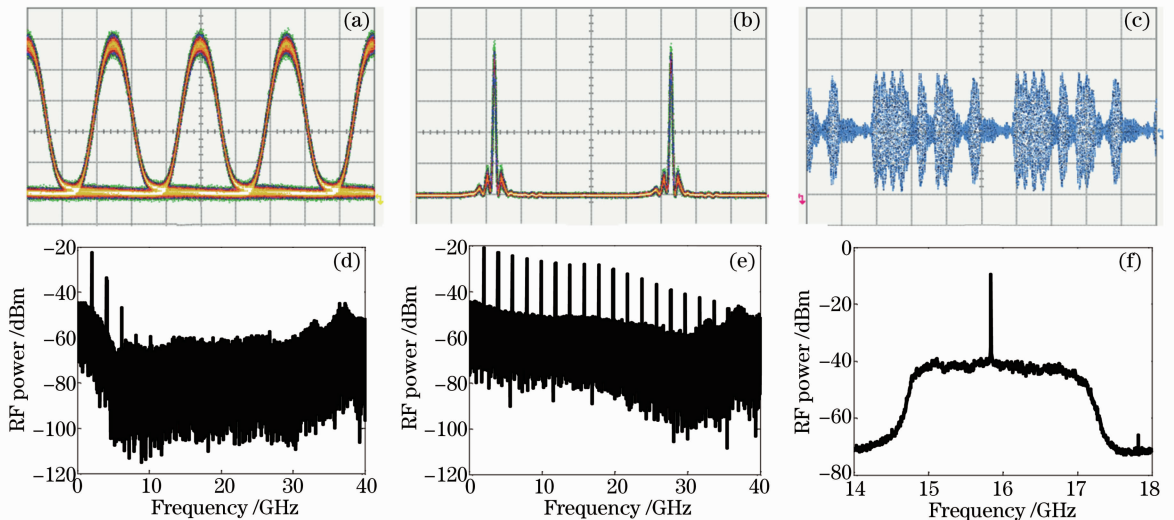 (a)
(b)
(c)
(d)
RF power /dBm
-20
-40
-60
-80
-100
-120
0 10 20 30 40
Frequency /GHz
(e)
RF power /dBm
-20
-40
-60
-80
-100
-120
0 10 20 30 40
Frequency /GHz
(f)
RF power /dBm
0
-20
-40
-60
-80
14 15 16 17 18
Frequency /GHz